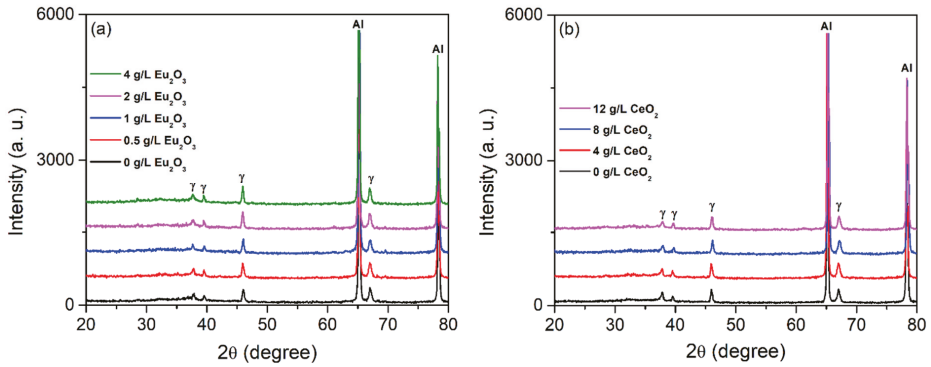 (a)
6000
3000
0
Intensity (a. u.)
4 g/L Eu₂O₃
2 g/L Eu₂O₃
1 g/L Eu₂O₃
0.5 g/L Eu₂O₃
0 g/L Eu₂O₃
γ γ γ Al γ Al
20 30 40 50 60 70 80
2θ (degree)
(b)
6000
3000
0
Intensity (a. u.)
12 g/L CeO₂
8 g/L CeO₂
4 g/L CeO₂
0 g/L CeO₂
γ γ γ Al γ Al
20 30 40 50 60 70 80
2θ (degree)